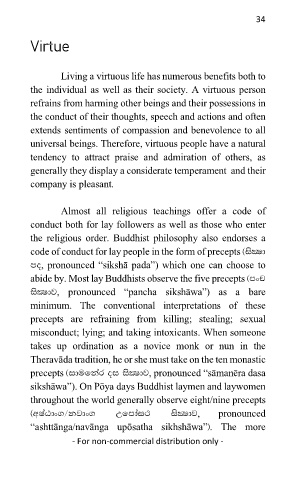 34
Virtue
Living a virtuous life has numerous benefits both to
the individual as well as their society. A virtuous person
refrains from harming other beings and their possessions in
the conduct of their thoughts, speech and actions and often
extends sentiments of compassion and benevolence to all
universal beings. Therefore, virtuous people have a natural
tendency to attract praise and admiration of others, as
generally they display a considerate temperament and their
company is pleasant.
Almost all religious teachings offer a code of
conduct both for lay followers as well as those who enter
the religious order. Buddhist philosophy also endorses a
code of conduct for lay people in the form of precepts (සික්‍ෂා
පද, pronounced “sikshā pada”) which one can choose to
abide by. Most lay Buddhists observe the five precepts (පංච
සික්‍ෂාව, pronounced “pancha sikshāwa”) as a bare
minimum. The conventional interpretations of these
precepts are refraining from killing; stealing; sexual
misconduct; lying; and taking intoxicants. When someone
takes up ordination as a novice monk or nun in the
Theravāda tradition, he or she must take on the ten monastic
precepts (සාමනේර දස සික්‍ෂාව, pronounced “sāmanēra dasa
sikshāwa”). On Pōya days Buddhist laymen and laywomen
throughout the world generally observe eight/nine precepts
(අෂ්ඨාංග/නවාංග උපෝසථ සික්‍ෂාව, pronounced
“ashttānga/navānga upōsatha sikhshāwa”). The more
- For non-commercial distribution only -